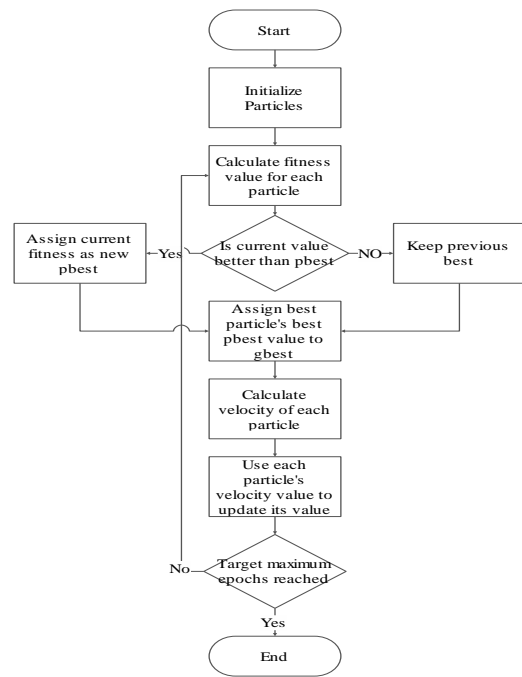 Start
Initialize
Particles
Calculate fitness
value for each
particle
Is current value
better than pbest
Yes
NO
Assign current
fitness as new
pbest
Keep previous
best
Assign best
particle's best
pbest value to
gbest
Calculate
velocity of each
particle
Use each
particle's
velocity value to
update its value
Target maximum
epochs reached
No
Yes
End